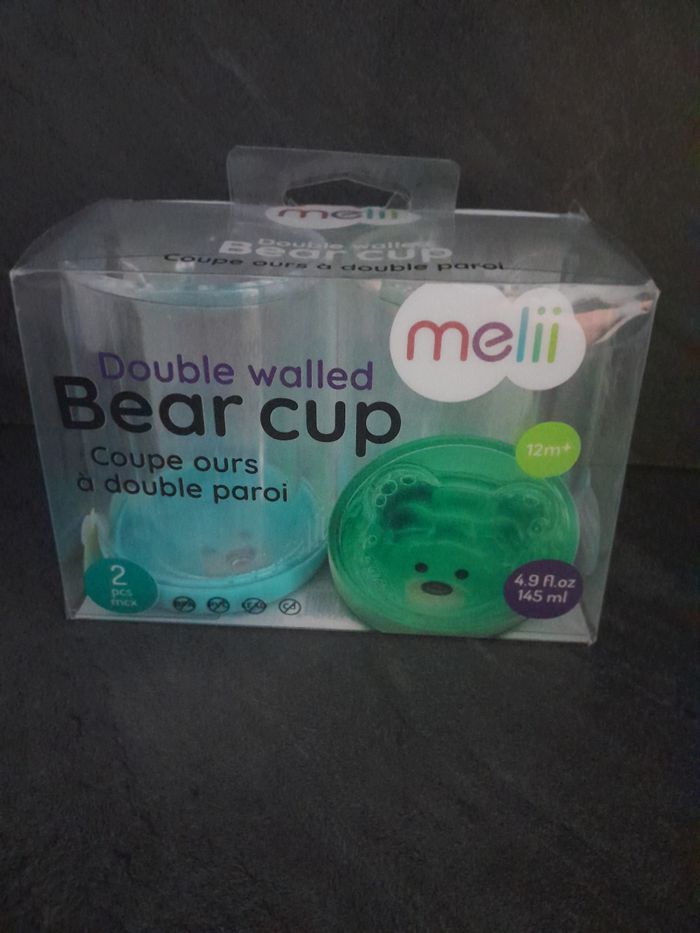 melii
Double walled
Bear cup
Coupe ours à double paroi
melii
Double walled
Bear cup
Coupe ours
à double paroi
12m+
2
pcs
mcx
4.9 fl.oz
145 ml